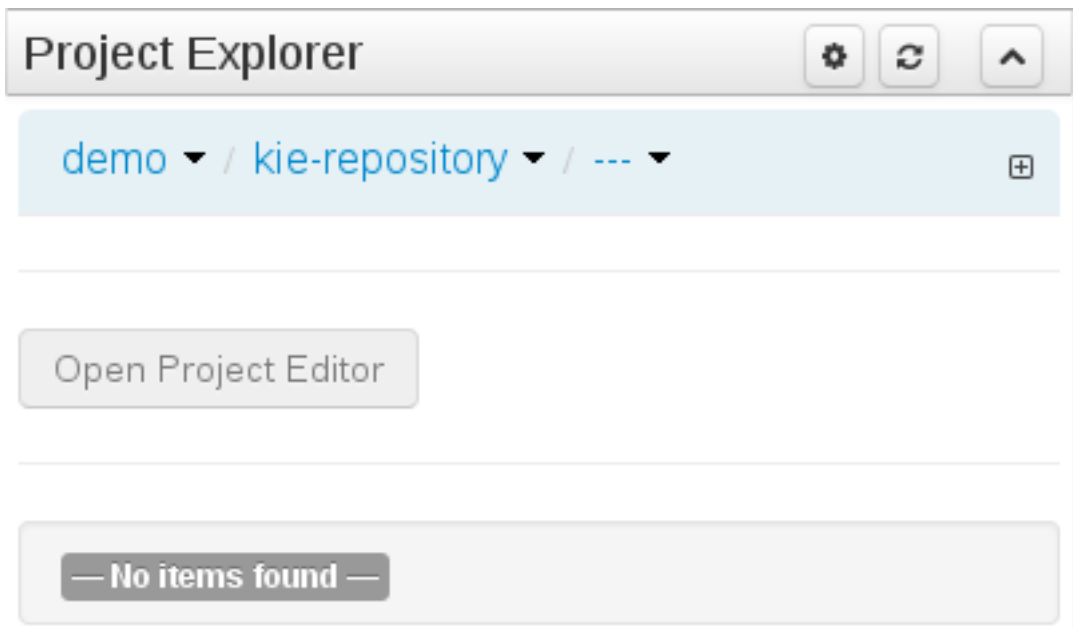 Project Explorer
demo / kie-repository / ---
Open Project Editor
— No items found —